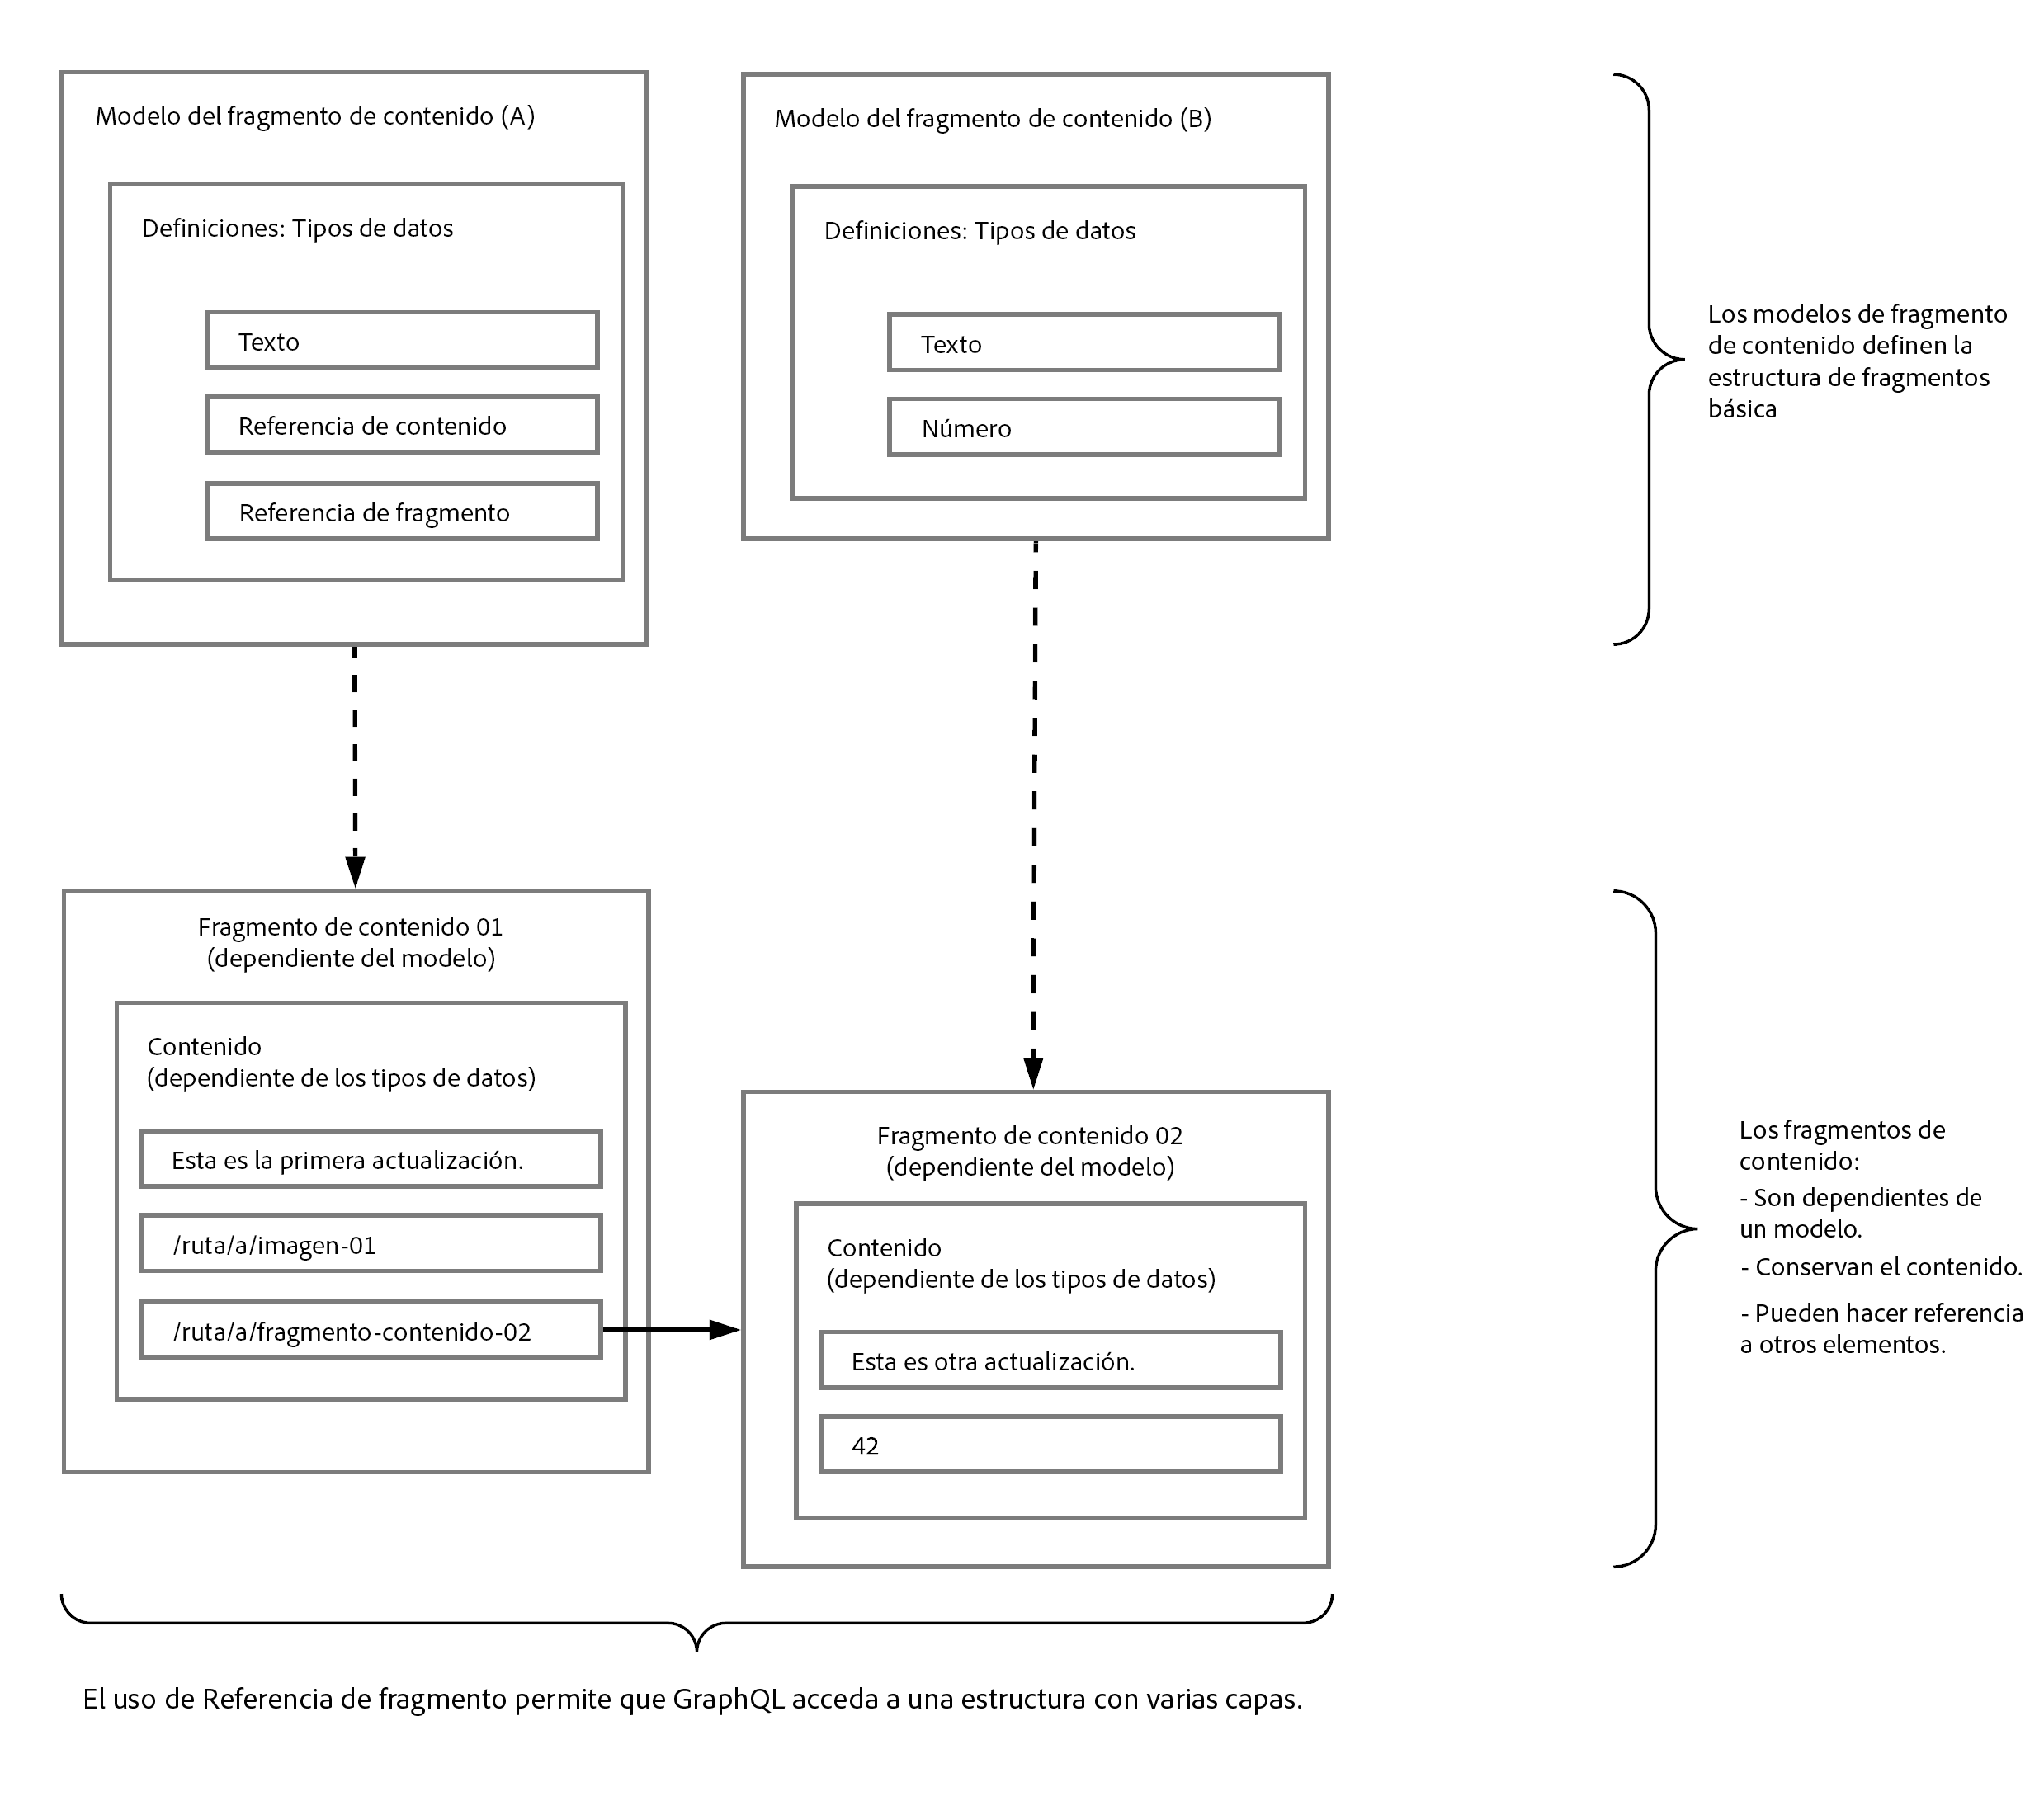 Modelo del fragmento de contenido (A)
Definiciones: Tipos de datos
Texto
Referencia de contenido
Referencia de fragmento
Modelo del fragmento de contenido (B)
Definiciones: Tipos de datos
Texto
Número
Los modelos de fragmento
de contenido definen la
estructura de fragmentos
básica
Fragmento de contenido 01
(dependiente del modelo)
Contenido
(dependiente de los tipos de datos)
Esta es la primera actualización.
/ruta/a/imagen-01
/ruta/a/fragmento-contenido-02
Fragmento de contenido 02
(dependiente del modelo)
Contenido
(dependiente de los tipos de datos)
Esta es otra actualización.
42
Los fragmentos de
contenido:
- Son dependientes de
un modelo.
- Conservan el contenido.
- Pueden hacer referencia
a otros elementos.
El uso de Referencia de fragmento permite que GraphQL acceda a una estructura con varias capas.